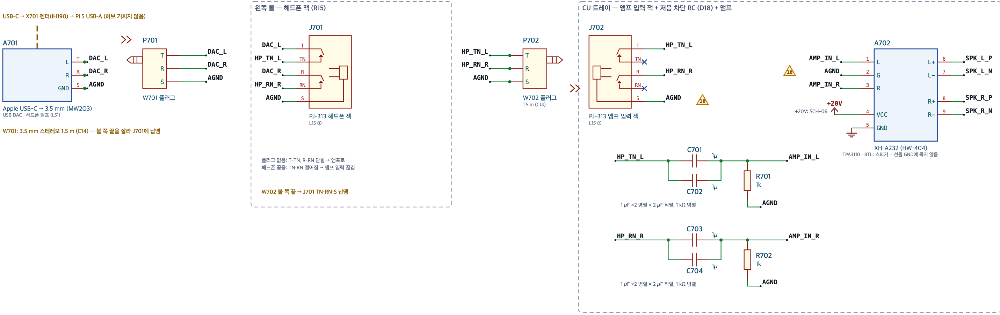 USB-C → X701 젠더(IH190) → Pi 5 USB-A (허브 거치지 않음)
A701
L
R
GND
T
R
S
DAC_L
DAC_R
AGND
Apple USB-C → 3.5 mm (MW2Q3)
USB DAC · 헤드폰 앰프 (L51)
W701: 3.5 mm 스테레오 1.5 m (C14) — 볼 쪽 끝을 잘라 J701에 납땜
P701
T
R
S
DAC_L
DAC_R
AGND
W701 플러그
왼쪽 볼 — 헤드폰 잭 (R15)
J701
DAC_L
HP_TN_L
DAC_R
HP_RN_R
AGND
T
TN
R
RN
S
PJ-313 헤드폰 잭
L15 ①
플러그 없음: T-TN, R-RN 닫힘 → 앰프로
헤드폰 꽂음: TN·RN 떨어짐 → 앰프 입력 끊김
W702 볼 쪽 끝 → J701 TN·RN·S 납땜
P702
HP_TN_L
HP_RN_R
AGND
T
R
S
W702 플러그
1.5 m (C14)
CU 트레이 — 앰프 입력 잭 + 저음 차단 RC (D18) + 앰프
J702
T
TN
R
RN
S
HP_TN_L
HP_RN_R
AGND
10
PJ-313 앰프 입력 잭
L15 ③
10
A702
AMP_IN_L
AGND
AMP_IN_R
+20V
+20V: SCH-06
1
2
3
4
5
L
G
R
VCC
GND
L+
L−
R+
R−
6
7
8
9
SPK_L_P
SPK_L_N
SPK_R_P
SPK_R_N
XH-A232 (HW-404)
TPA3110 · BTL: 스피커 − 선을 GND에 묶지 않음
C701
1µ
HP_TN_L
AMP_IN_L
C702
1µ
R701
1k
AGND
1 µF ×2 병렬 = 2 µF 직렬, 1 kΩ 병렬
C703
1µ
HP_RN_R
AMP_IN_R
C704
1µ
R702
1k
AGND
1 µF ×2 병렬 = 2 µF 직렬, 1 kΩ 병렬